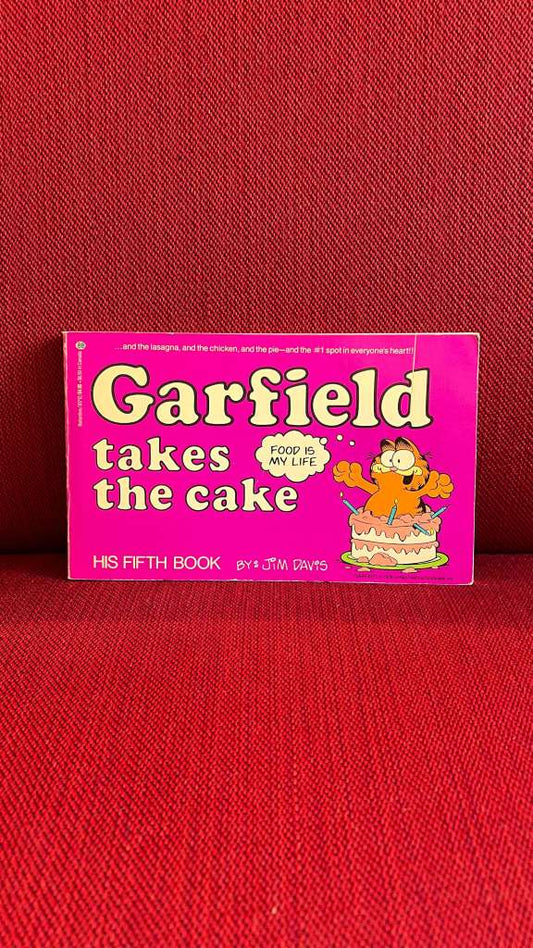 ...and the lasagna, and the chicken, and the pie—and the #1 spot in everyone's heart!!
Garfield
takes
the cake
FOOD IS
MY LIFE
HIS FIFTH BOOK
BY: JIM DAVIS